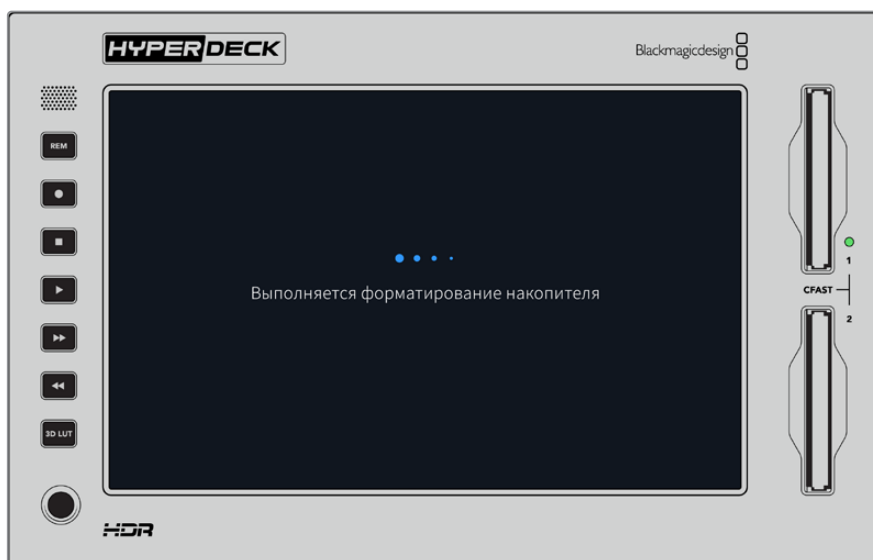 HYPERDECK
Blackmagicdesign
REM
Выполняется форматирование накопителя
1
CFAST
2
3D LUT
HDR